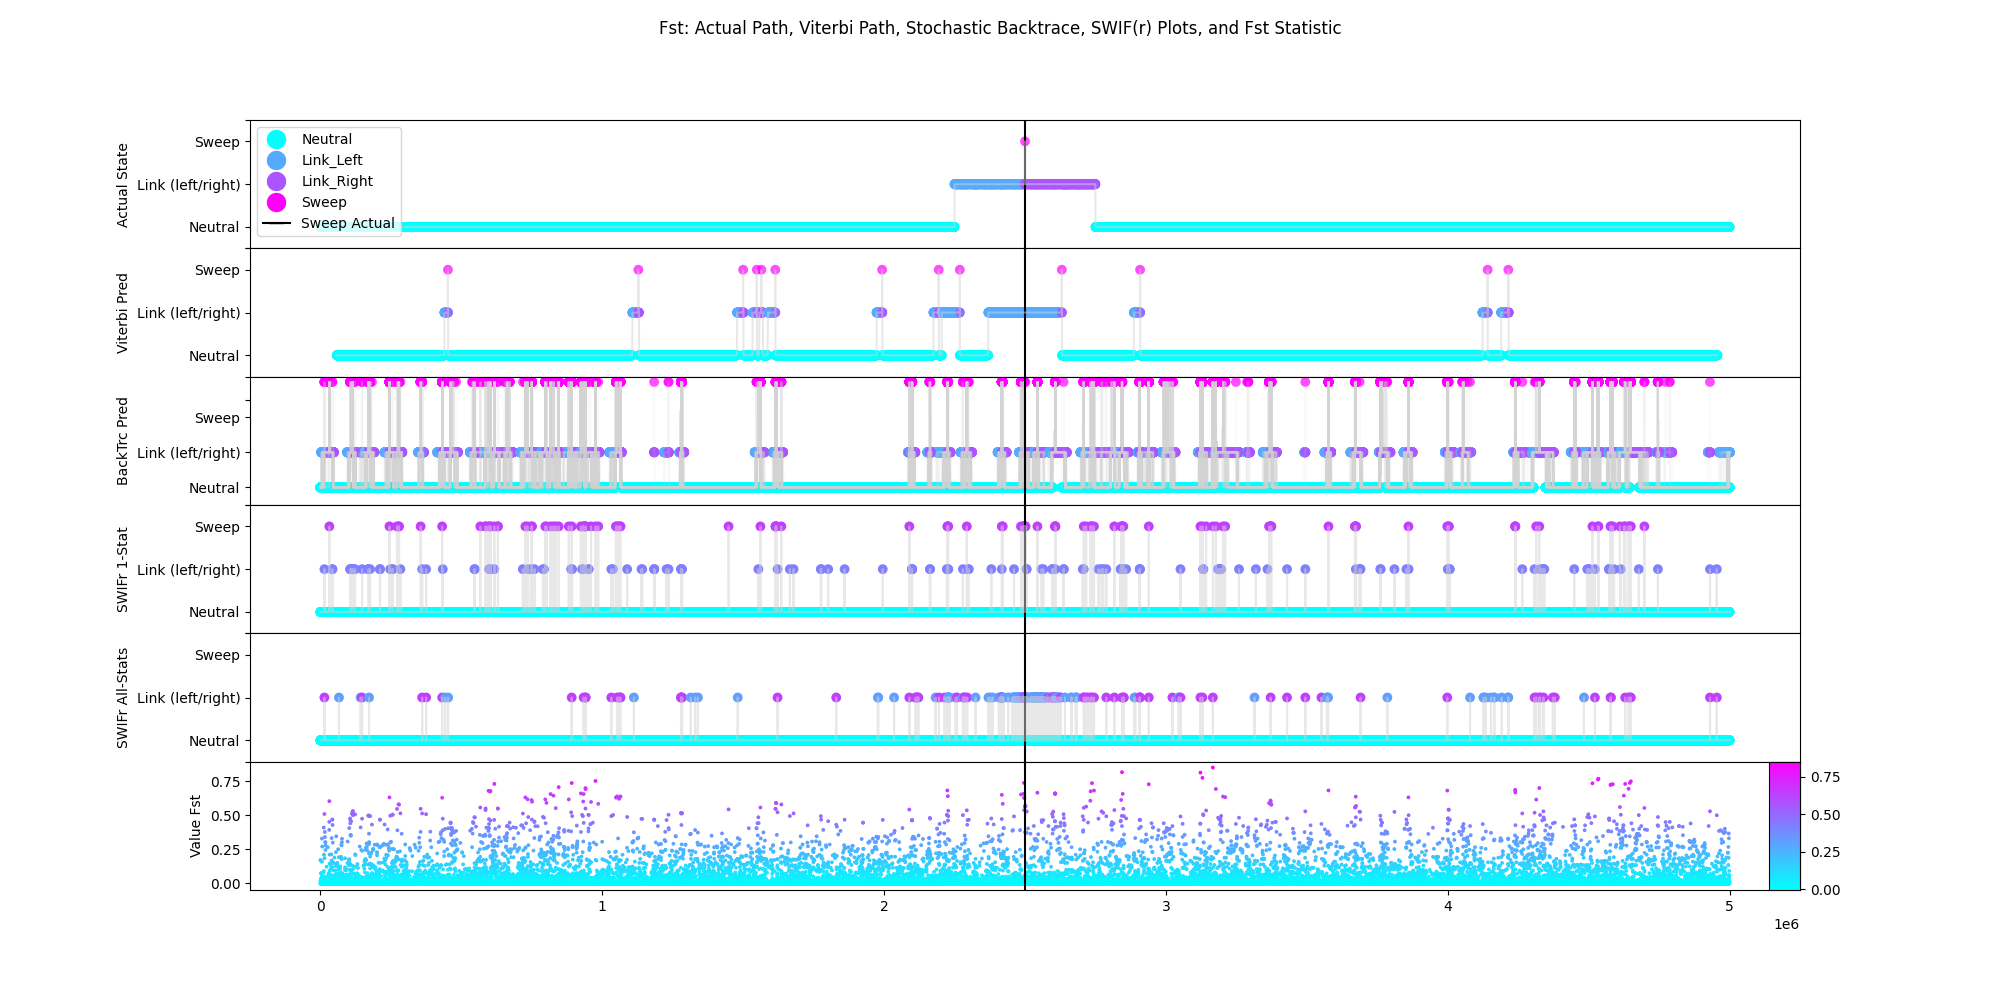 Fst: Actual Path, Viterbi Path, Stochastic Backtrace, SWIF(r) Plots, and Fst Statistic
Actual State
Sweep
Link (left/right)
Neutral
Neutral
Link_Left
Link_Right
Sweep
Sweep Actual
Viterbi Pred
Sweep
Link (left/right)
Neutral
BackTrc Pred
Sweep
Link (left/right)
Neutral
SWIFr 1-Stat
Sweep
Link (left/right)
Neutral
SWIFr All-Stats
Sweep
Link (left/right)
Neutral
Value Fst
0.75
0.50
0.25
0.00
0.75
0.50
0.25
0.00
0 1 2 3 4 5
1e6